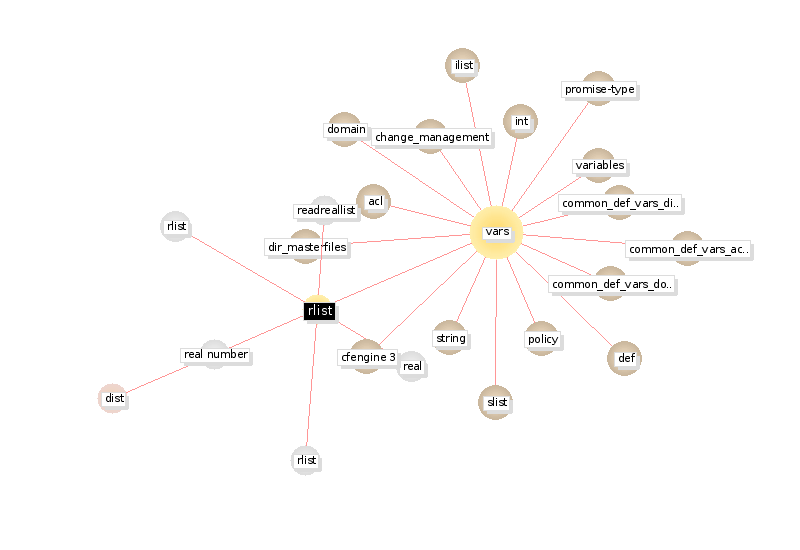 ilist
promise-type
int
domain
change_management
variables
acl
common_def_vars_di..
readreallist
rlist
vars
dir_masterfiles
common_def_vars_ac..
common_def_vars_do..
rlist
string
policy
real number
cfengine 3
def
real
dist
slist
rlist